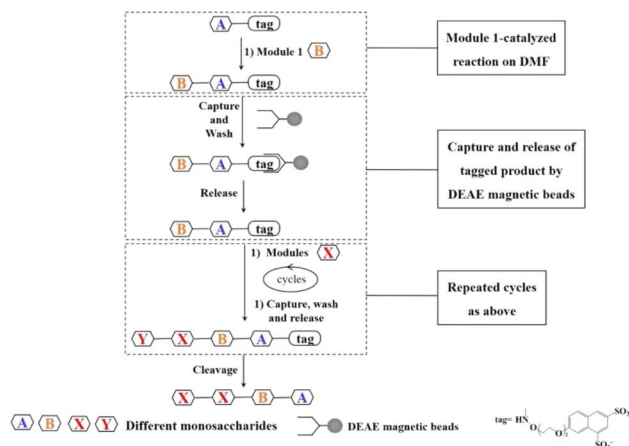 A tag
1) Module 1 B
B A tag
Capture
and
Wash
B A tag
Release
B A tag
1) Modules X
cycles
1) Capture, wash
and release
Y X B A tag
Cleavage
X X B A
Module 1-catalyzed
reaction on DMF
Capture and release of
tagged product by
DEAE magnetic beads
Repeated cycles
as above
A B X Y Different monosaccharides
DEAE magnetic beads
tag= HN O ( O ) 2
SO3
SO3-